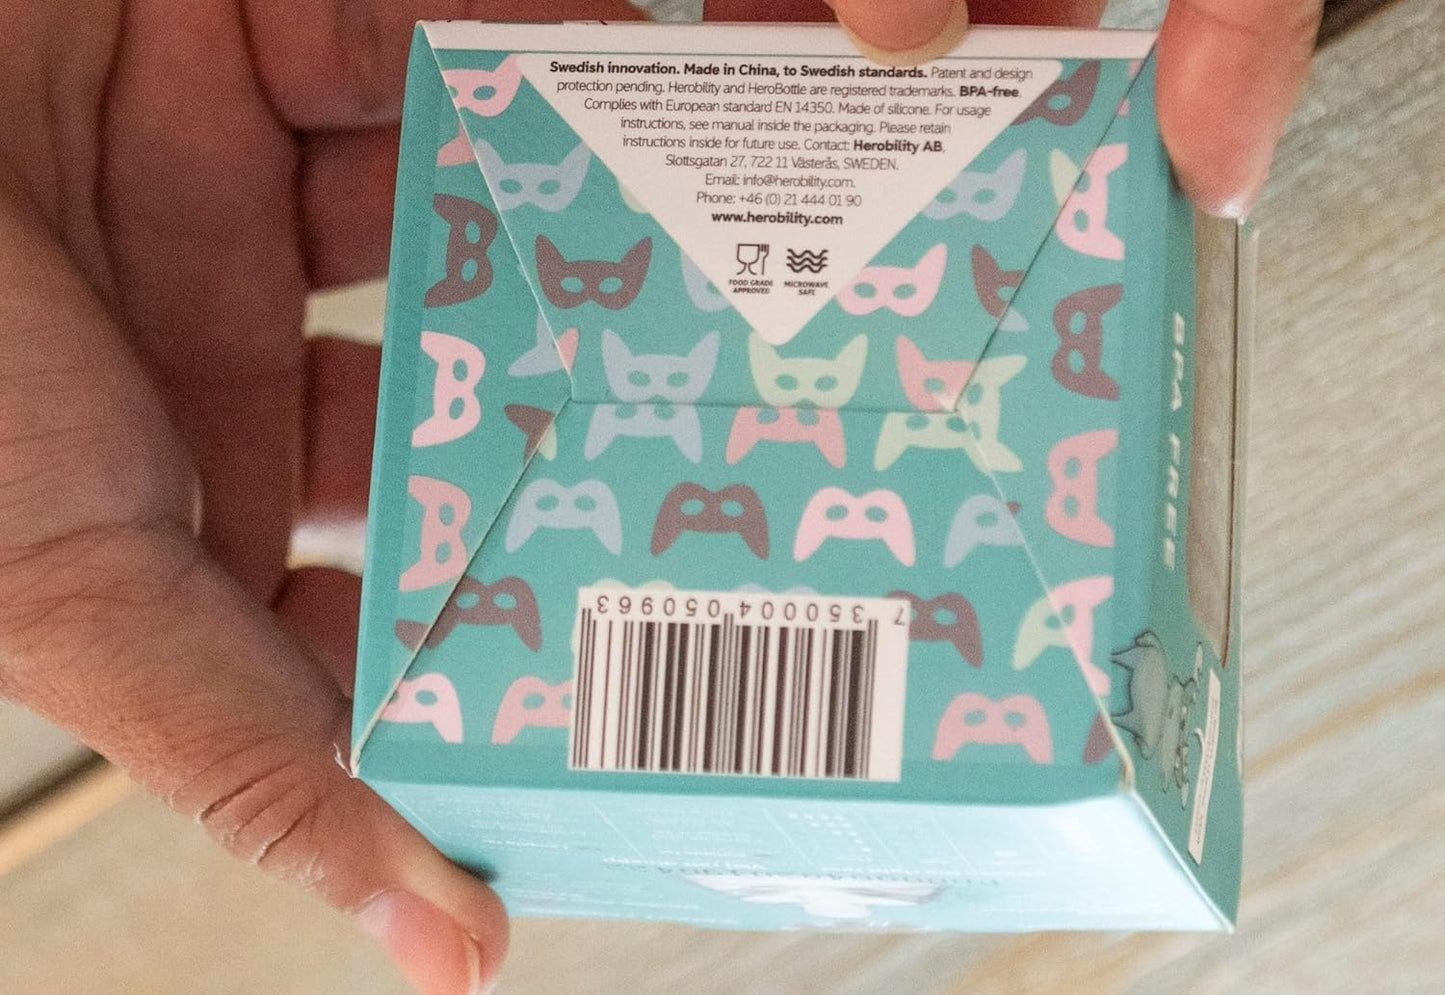 Swedish innovation. Made in China, to Swedish standards. Patent and design
protection pending. Herobility and HeroBottle are registered trademarks. BPA-free.
Complies with European standard EN 14350. Made of silicone. For usage
instructions, see manual inside the packaging. Please retain
instructions inside for future use. Contact: Herobility AB,
Slottsgatan 27, 722 11 Västerås, SWEDEN.
Email: info@herobility.com.
Phone: +46 (0) 21 444 01 90
www.herobility.com
FOOD GRADE
APPROVED
MICROWAVE
SAFE
BPA FREE
7 350004 050963